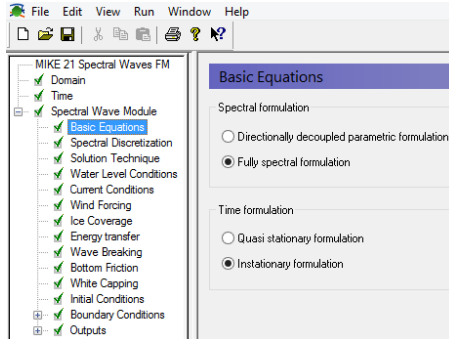 File Edit View Run Window Help
MIKE 21 Spectral Waves FM
Domain
Time
Spectral Wave Module
Basic Equations
Spectral Discretization
Solution Technique
Water Level Conditions
Current Conditions
Wind Forcing
Ice Coverage
Energy transfer
Wave Breaking
Bottom Friction
White Capping
Initial Conditions
Boundary Conditions
Outputs
Basic Equations
Spectral formulation
Directionally decoupled parametric formulation
Fully spectral formulation
Time formulation
Quasi stationary formulation
Instationary formulation